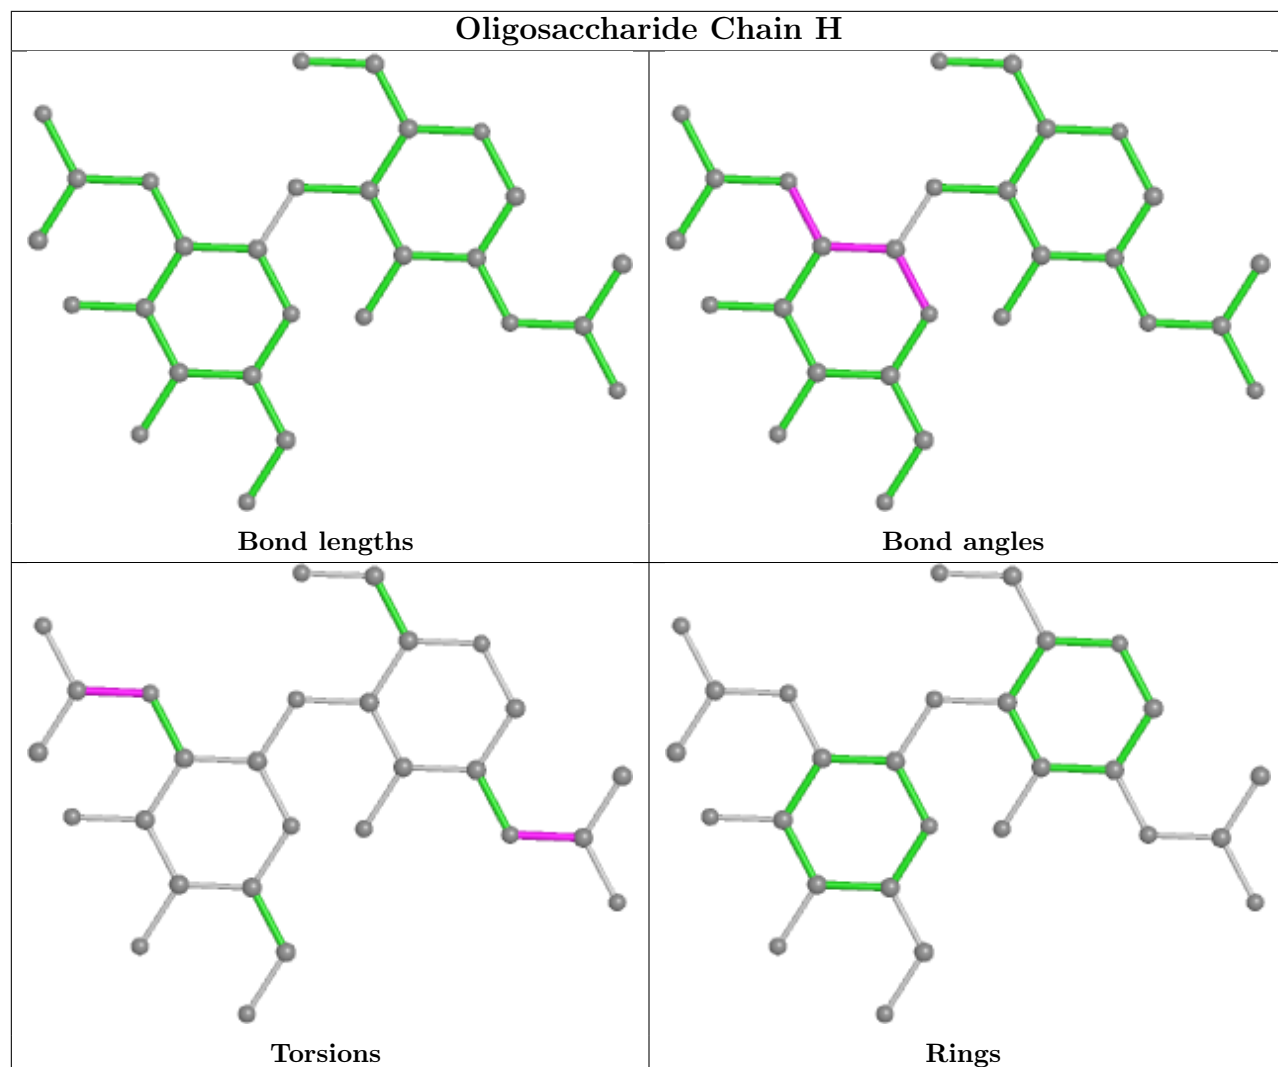 Oligosaccharide Chain H
Bond lengths
Bond angles
Torsions
Rings